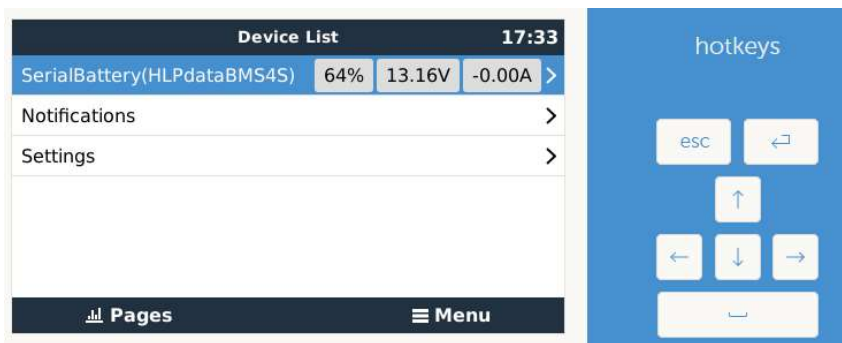 Device List 17:33
SerialBattery(HLPdataBMS4S) 64% 13.16V -0.00A >
Notifications >
Settings >
Pages Menu
hotkeys
esc ⏎
↑
← ↓ →